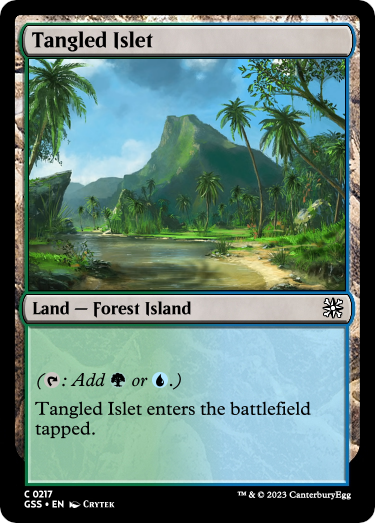 Tangled Islet
Land — Forest Island
(: Add or .)
Tangled Islet enters the battlefield
tapped.
C 0217
GSS • EN CRYTEK
™ & © 2023 CanterburyEgg